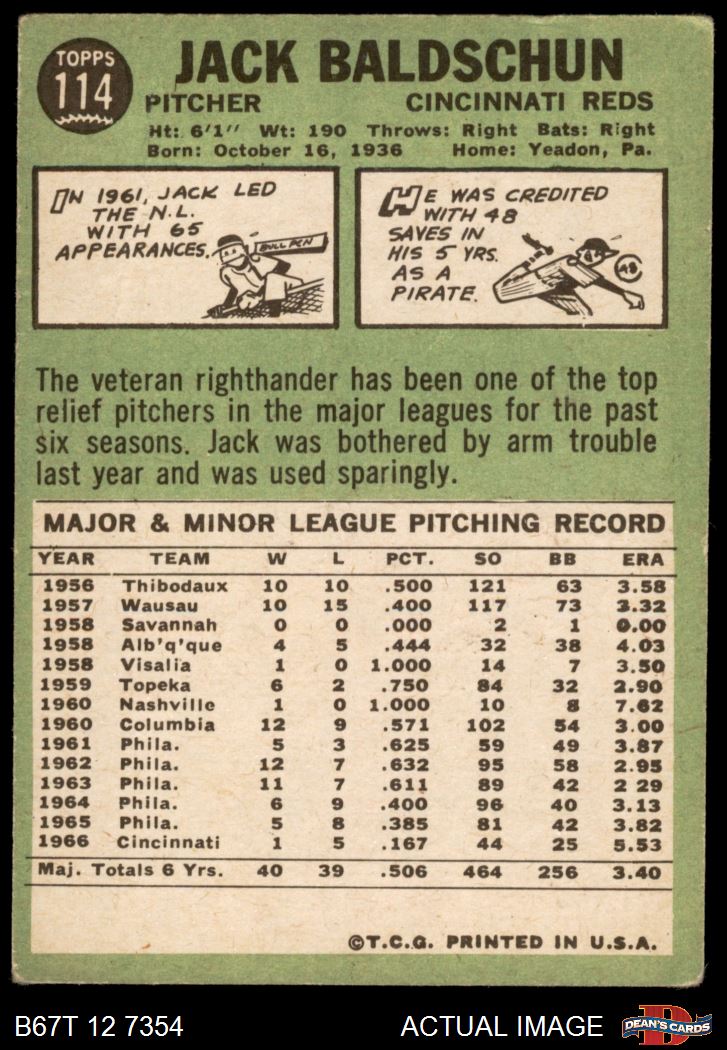 TOPPS
114
JACK BALDSCHUN
PITCHER CINCINNATI REDS
Ht: 6'1" Wt: 190 Throws: Right Bats: Right
Born: October 16, 1936 Home: Yeadon, Pa.
IN 1961, JACK LED
THE N.L.
WITH 65
APPEARANCES.
BULL PEN
HE WAS CREDITED
WITH 48
SAVES IN
HIS 5 YRS.
AS A
PIRATE.
48
The veteran righthander has been one of the top
relief pitchers in the major leagues for the past
six seasons. Jack was bothered by arm trouble
last year and was used sparingly.
MAJOR & MINOR LEAGUE PITCHING RECORD
YEAR TEAM W L PCT. SO BB ERA
1956 Thibodaux 10 10 .500 121 63 3.58
1957 Wausau 10 15 .400 117 73 3.32
1958 Savannah 0 0 .000 2 1 0.00
1958 Alb'q'que 4 5 .444 32 38 4.03
1958 Visalia 1 0 1.000 14 7 3.50
1959 Topeka 6 2 .750 84 32 2.90
1960 Nashville 1 0 1.000 10 8 7.62
1960 Columbia 12 9 .571 102 54 3.00
1961 Phila. 5 3 .625 59 49 3.87
1962 Phila. 12 7 .632 95 58 2.95
1963 Phila. 11 7 .611 89 42 2 29
1964 Phila. 6 9 .400 96 40 3.13
1965 Phila. 5 8 .385 81 42 3.82
1966 Cincinnati 1 5 .167 44 25 5.53
Maj. Totals 6 Yrs. 40 39 .506 464 256 3.40
©T.C.G. PRINTED IN U.S.A.
B67T 12 7354 ACTUAL IMAGE
D
DEAN'S CARDS